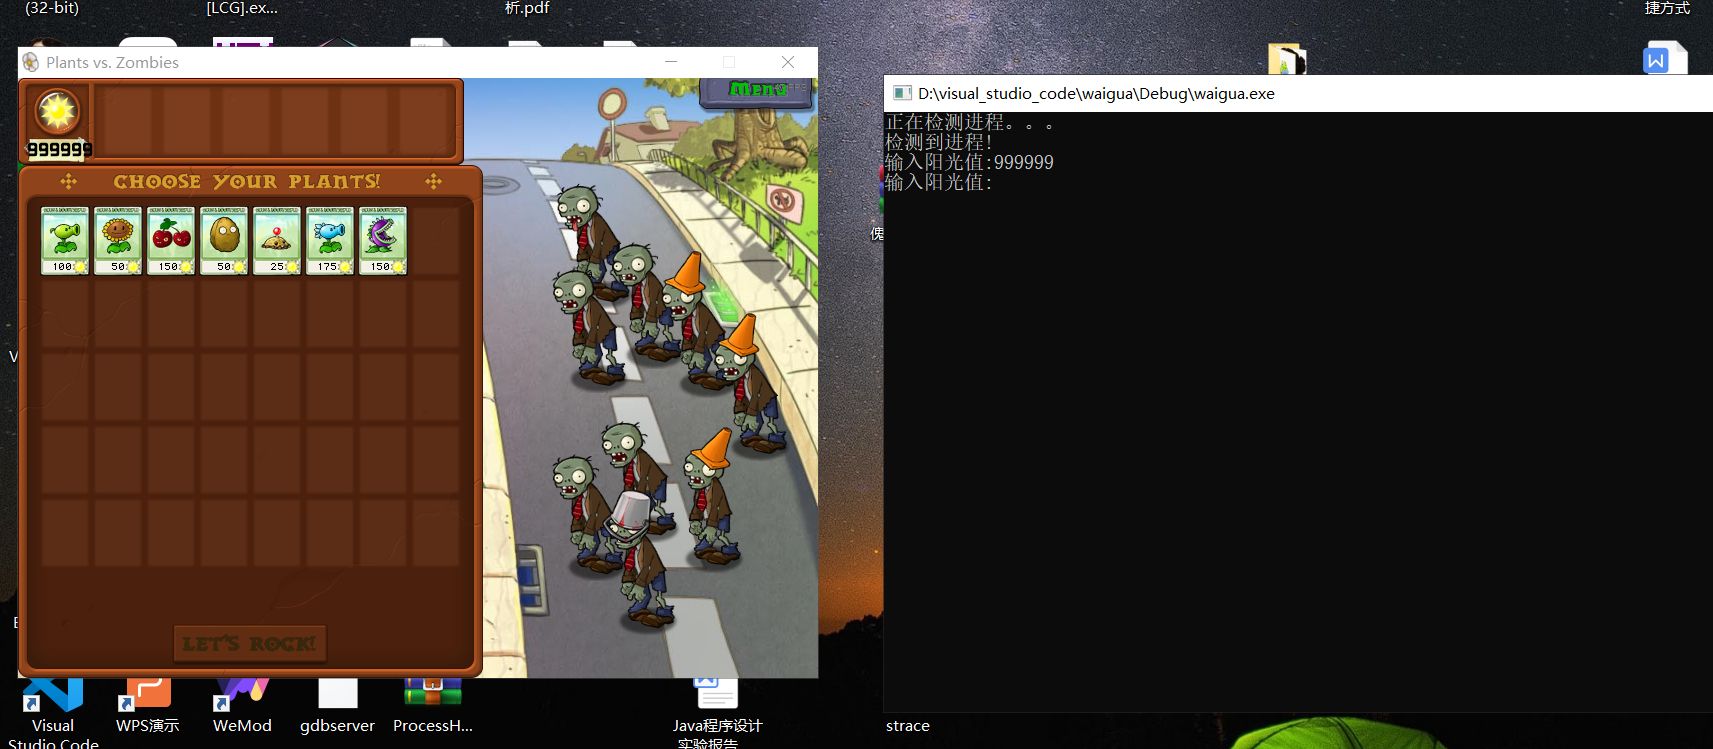 (32-bit)
[LCG].ex...
析.pdf
捷方式
Plants vs. Zombies
Menu
999999
CHOOSE YOUR PLANTS!
100
50
150
50
25
175
150
LET'S ROCK!
D:\visual_studio_code\waigua\Debug\waigua.exe
正在检测进程。。。
检测到进程!
输入阳光值:999999
输入阳光值:
傀
V
E
Visual
Studio Code
WPS演示
WeMod
gdbserver
ProcessH...
Java程序设计
实验报告
strace